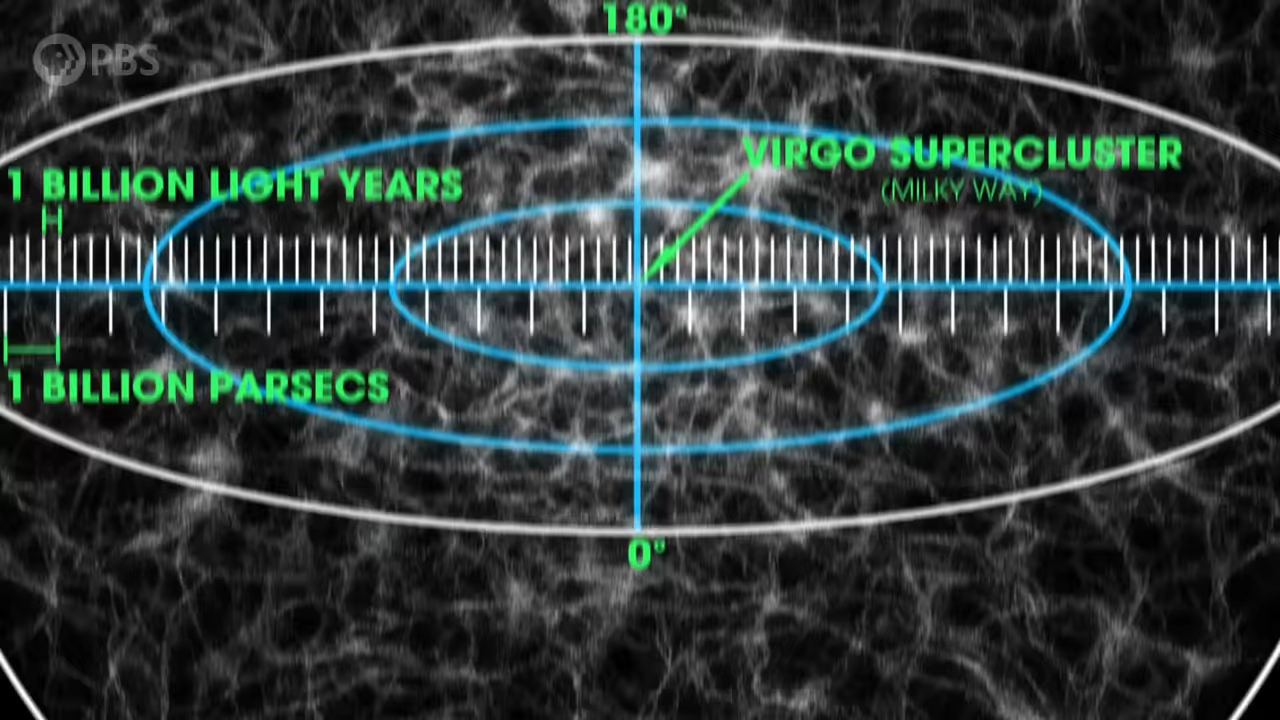 180°
PBS
VIRGO SUPERCLUSTER
(MILKY WAY)
1 BILLION LIGHT YEARS
1 BILLION PARSECS
0°